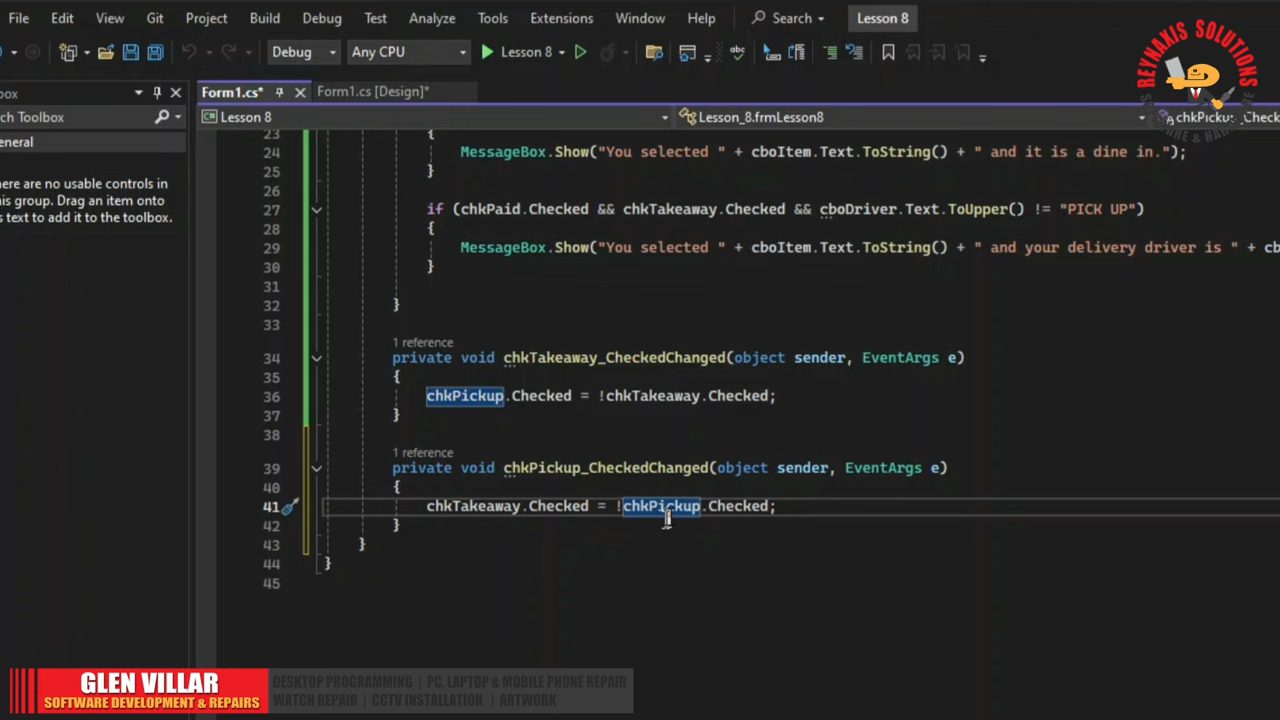 File Edit View Git Project Build Debug Test Analyze Tools Extensions Window Help Search Lesson 8
Debug Any CPU Lesson 8
REYNAKIS SOLUTIONS
box Form1.cs* Form1.cs [Design]*
ch Toolbox Lesson 8 Lesson_8.frmLesson8
eneral
here are no usable controls in
his group. Drag an item onto
s text to add it to the toolbox.
23 {
24 MessageBox.Show("You selected " + cboItem.Text.ToString() + " and it is a dine in.");
25 }
26
27 if (chkPaid.Checked && chkTakeaway.Checked && cboDriver.Text.ToUpper() != "PICK UP")
28 {
29 MessageBox.Show("You selected " + cboItem.Text.ToString() + " and your delivery driver is " + cb
30 }
31
32 }
33
1 reference
34 private void chkTakeaway_CheckedChanged(object sender, EventArgs e)
35 {
36 chkPickup.Checked = !chkTakeaway.Checked;
37 }
38
1 reference
39 private void chkPickup_CheckedChanged(object sender, EventArgs e)
40 {
41 chkTakeaway.Checked = !chkPickup.Checked;
42 }
43 }
44 }
45
GLEN VILLAR
SOFTWARE DEVELOPMENT & REPAIRS
DESKTOP PROGRAMMING | PC, LAPTOP & MOBILE PHONE REPAIR
WATCH REPAIR | CCTV INSTALLATION | ARTWORK